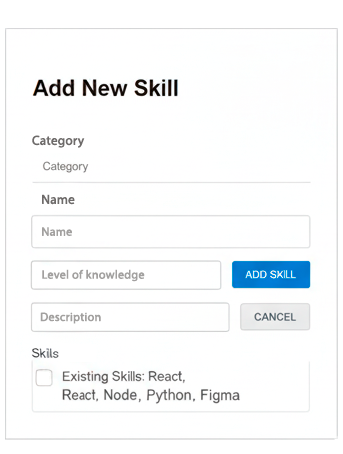 Add New Skill
Category
Category
Name
Name
Level of knowledge
ADD SKILL
Description
CANCEL
Skils
Existing Skills: React,
React, Node, Python, Figma